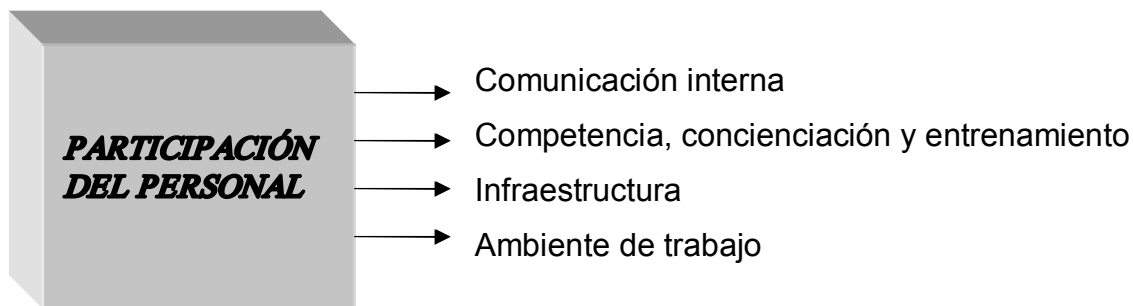 PARTICIPACIÓN
DEL PERSONAL
Comunicación interna
Competencia, concienciación y entrenamiento
Infraestructura
Ambiente de trabajo